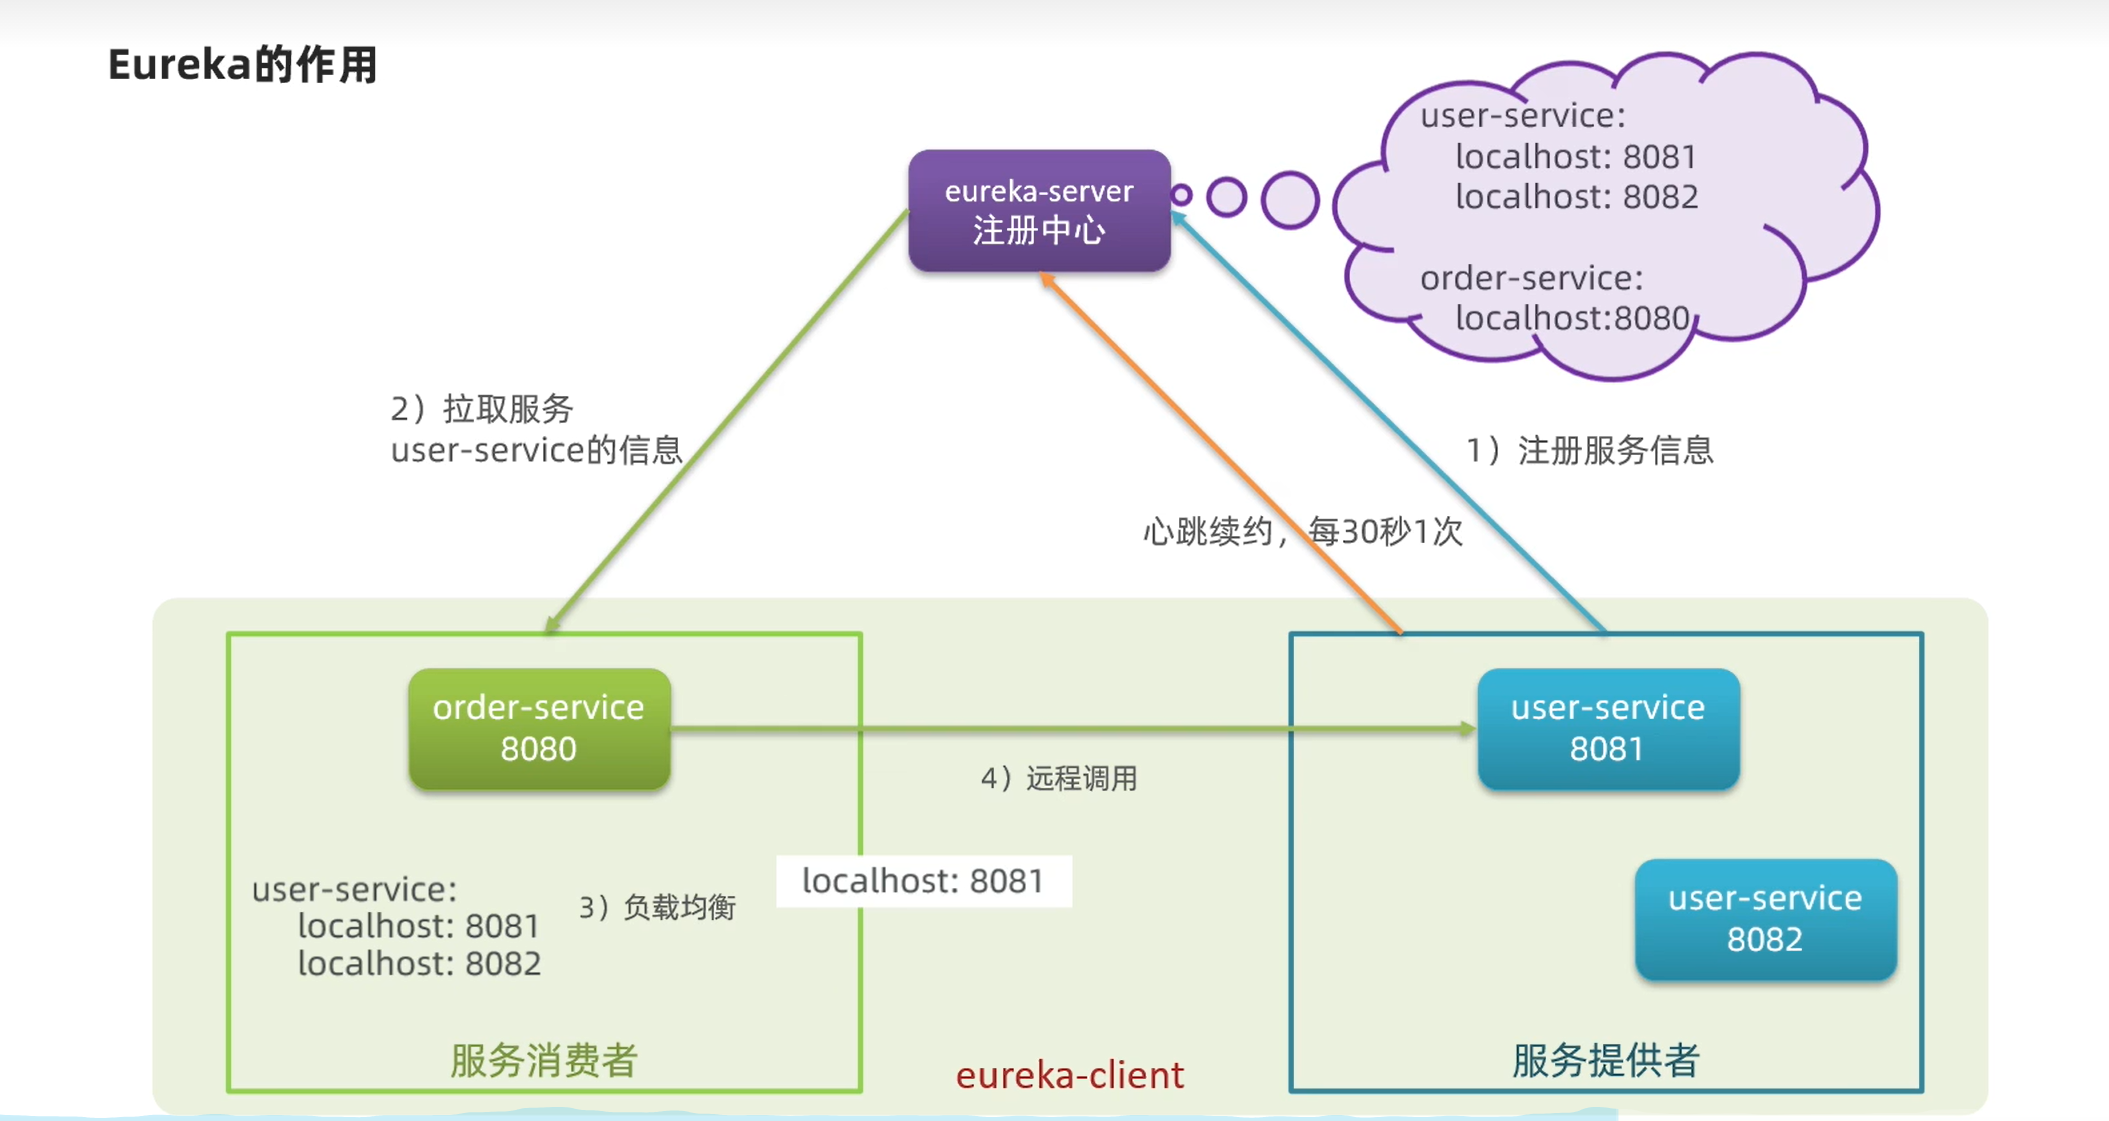 Eureka的作用
eureka-server
注册中心
user-service:
localhost: 8081
localhost: 8082
order-service:
localhost:8080
2）拉取服务
user-service的信息
1）注册服务信息
心跳续约，每30秒1次
order-service
8080
user-service
8081
4）远程调用
user-service:
localhost: 8081
localhost: 8082
3）负载均衡
localhost: 8081
user-service
8082
服务消费者
eureka-client
服务提供者